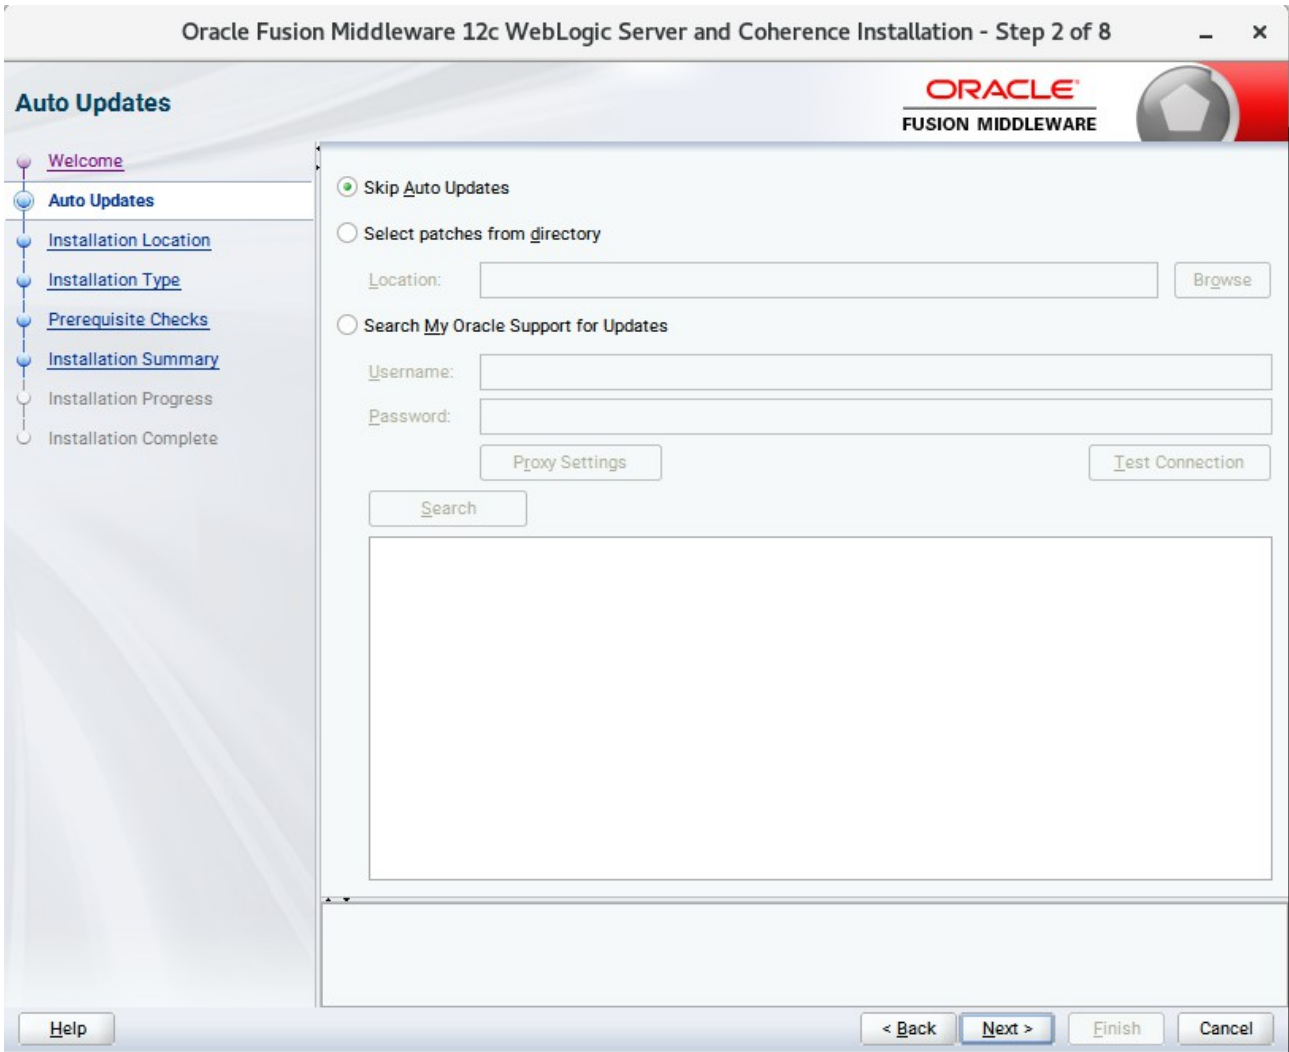 Oracle Fusion Middleware 12c WebLogic Server and Coherence Installation - Step 2 of 8
Auto Updates
ORACLE
FUSION MIDDLEWARE
Welcome
Auto Updates
Installation Location
Installation Type
Prerequisite Checks
Installation Summary
Installation Progress
Installation Complete
Skip Auto Updates
Select patches from directory
Location:
Browse
Search My Oracle Support for Updates
Username:
Password:
Proxy Settings
Test Connection
Search
Help
< Back
Next >
Finish
Cancel